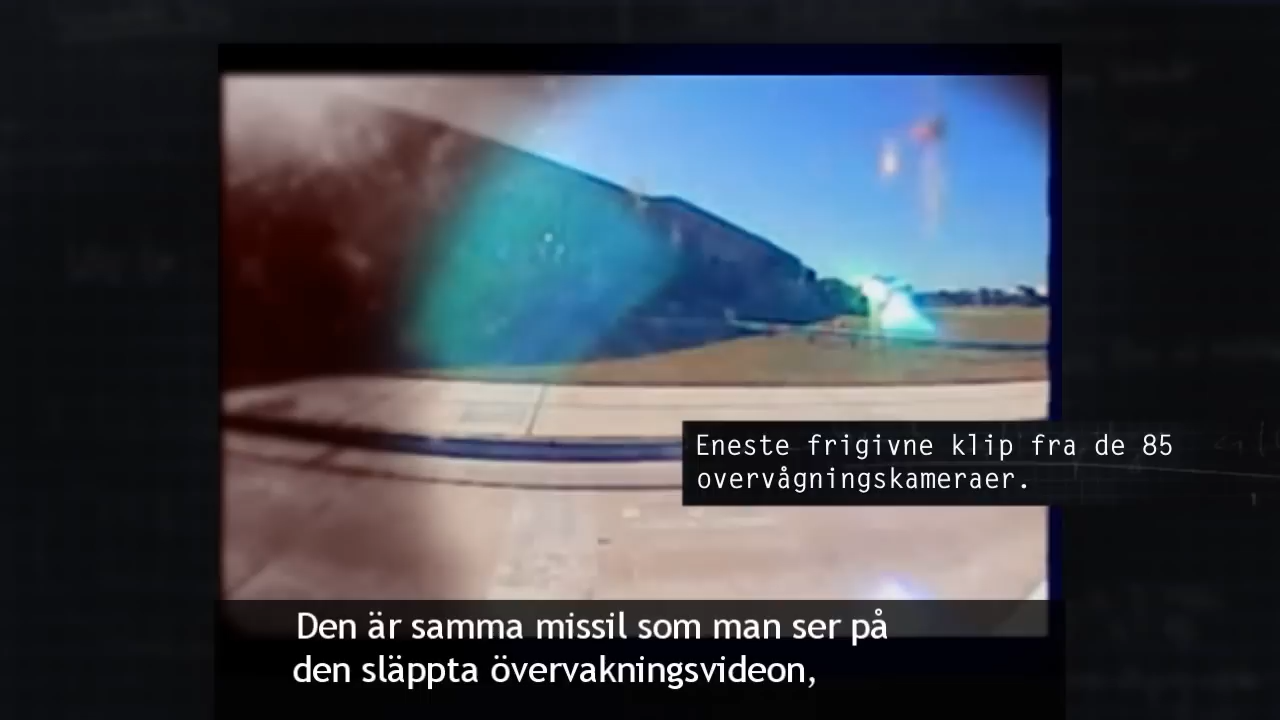 Eneste frigivne klip fra de 85
overvågningskameraer.
Den är samma missil som man ser på
den släppta övervakningsvideon,